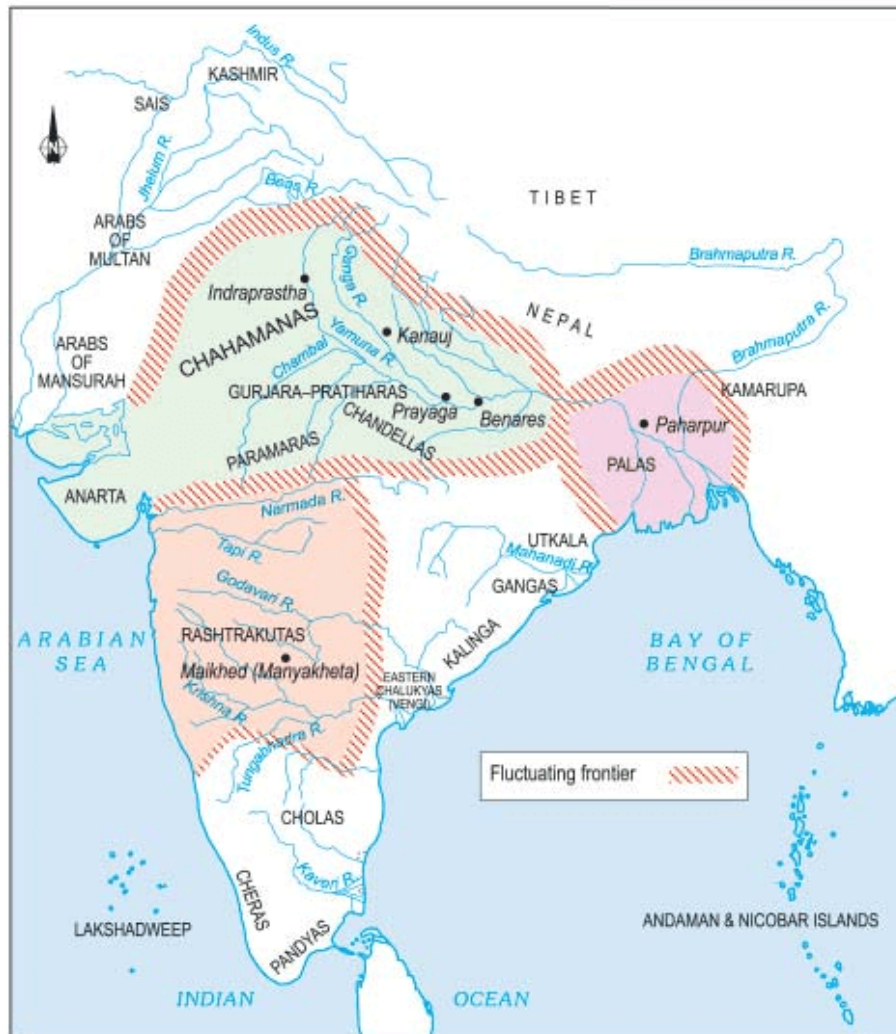 Indus R.
KASHMIR
SAIS
N
Jhelum R.
Beas R.
TIBET
ARABS
OF
MULTAN
Brahmaputra R.
Indraprastha
Ganga R.
NEPAL
CHAHAMANAS
Kanauj
Brahmaputra R.
ARABS
OF
MANSURAH
Chambal
Yamuna R.
KAMARUPA
GURJARA–PRATIHARAS
Prayaga
Benares
CHANDELLAS
Paharpur
PARAMARAS
PALAS
ANARTA
Narmada R.
Tapi R.
UTKALA
Mahanadi R.
GANGAS
Godavari R.
KALINGA
ARABIAN
SEA
RASHTRAKUTAS
Maikhed (Manyakheta)
BAY OF
BENGAL
EASTERN
CHALUKYAS
(VENGI)
Krishna R.
Tungabhadra R.
Fluctuating frontier
CHOLAS
Kaveri R.
CHERAS
LAKSHADWEEP
PANDYAS
ANDAMAN & NICOBAR ISLANDS
INDIAN
OCEAN